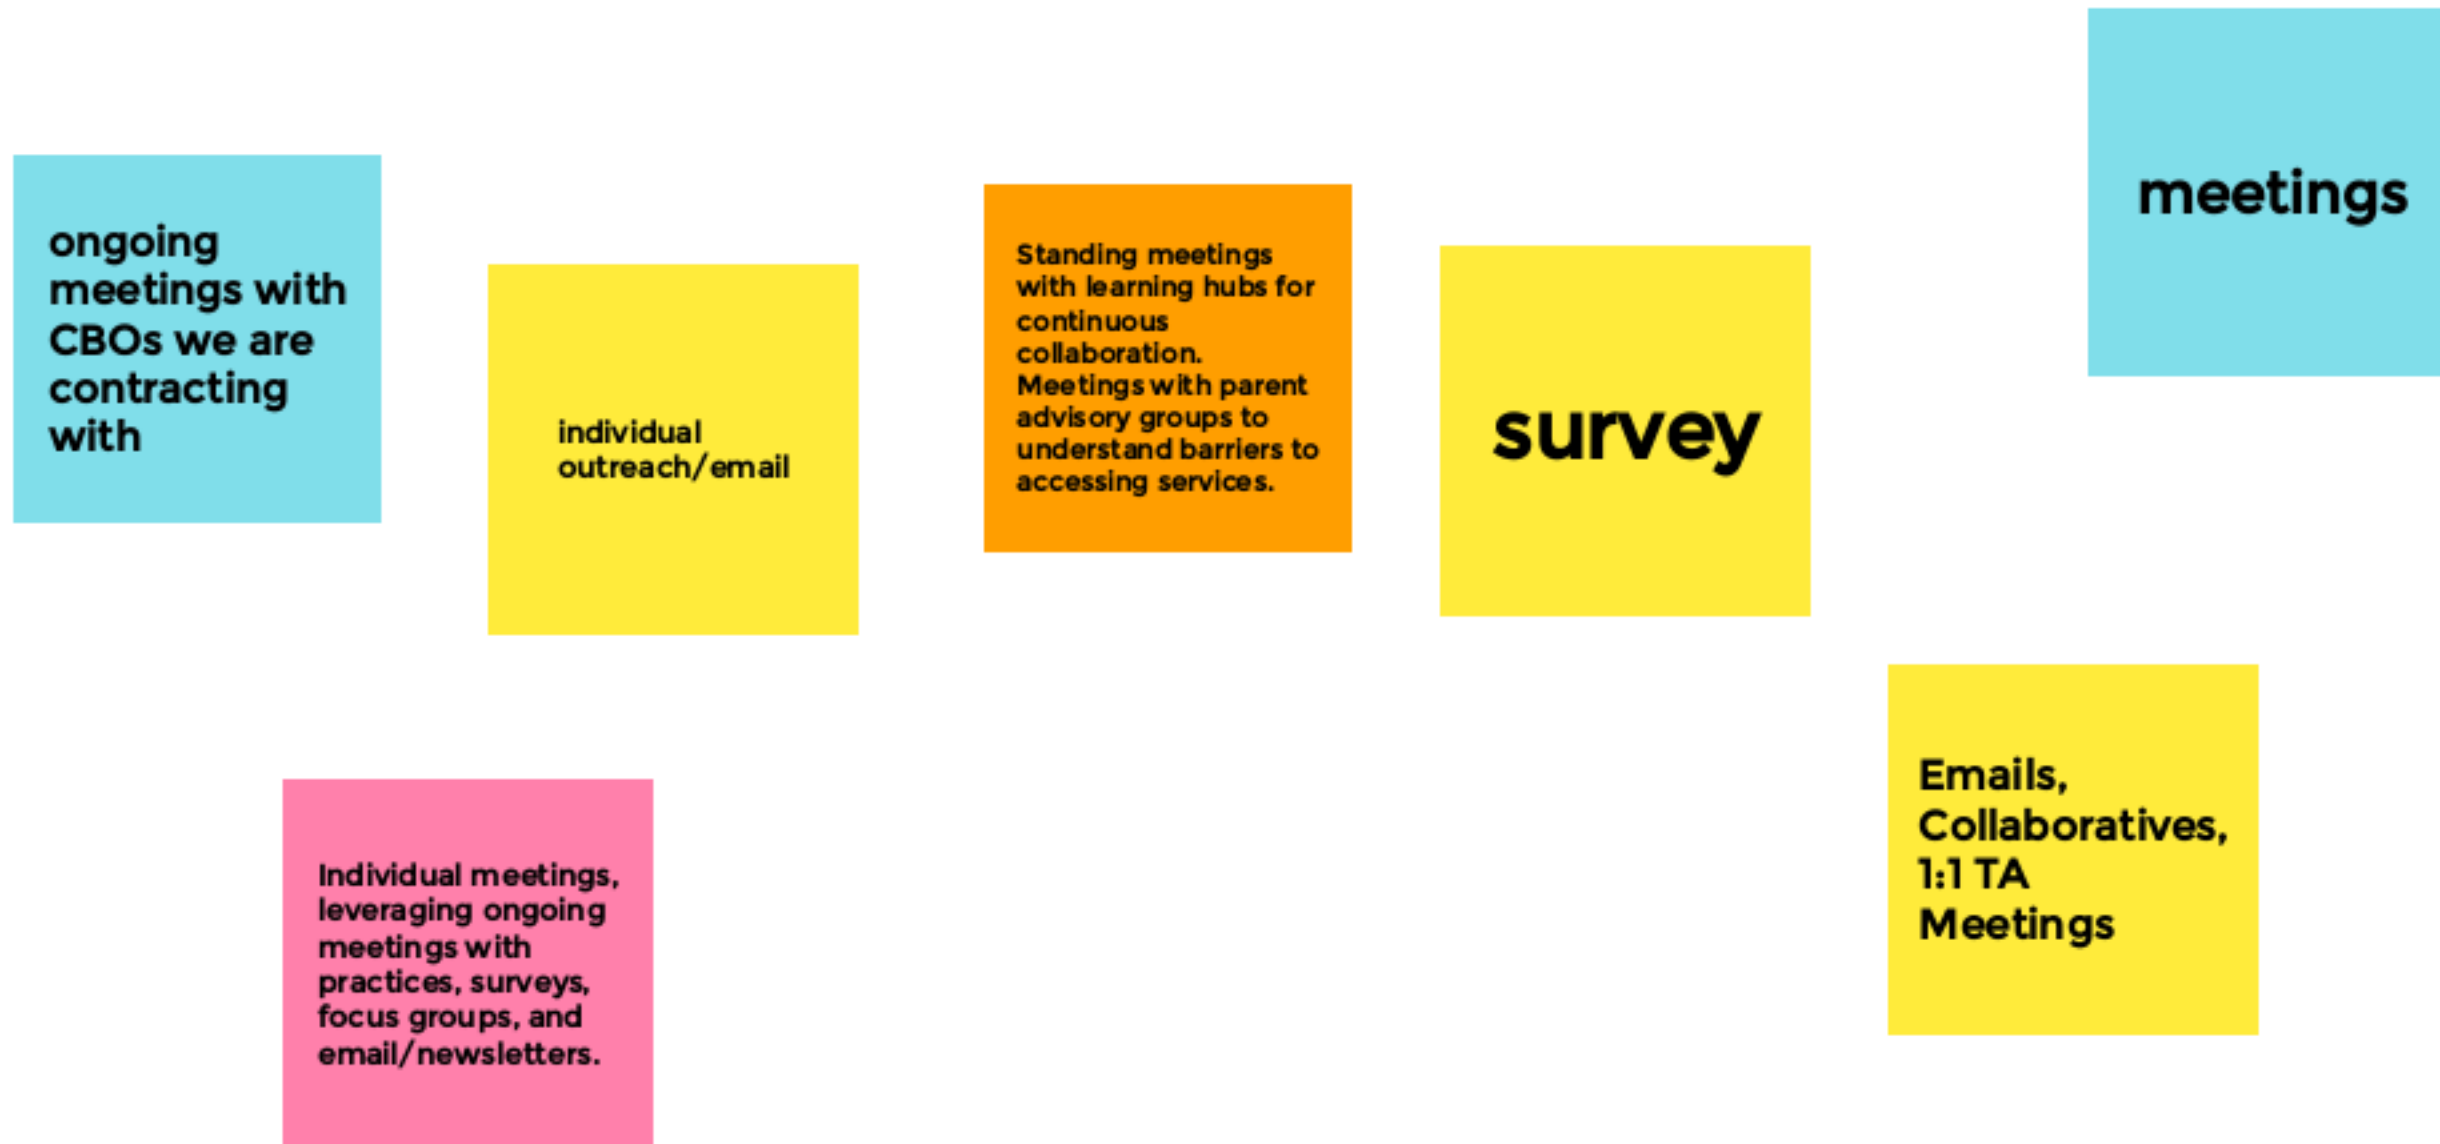 ongoing
meetings with
CBOs we are
contracting
with
individual
outreach/email
Standing meetings
with learning hubs for
continuous
collaboration.
Meetings with parent
advisory groups to
understand barriers to
accessing services.
survey
meetings
Individual meetings,
leveraging ongoing
meetings with
practices, surveys,
focus groups, and
email/newsletters.
Emails,
Collaboratives,
1:1 TA
Meetings